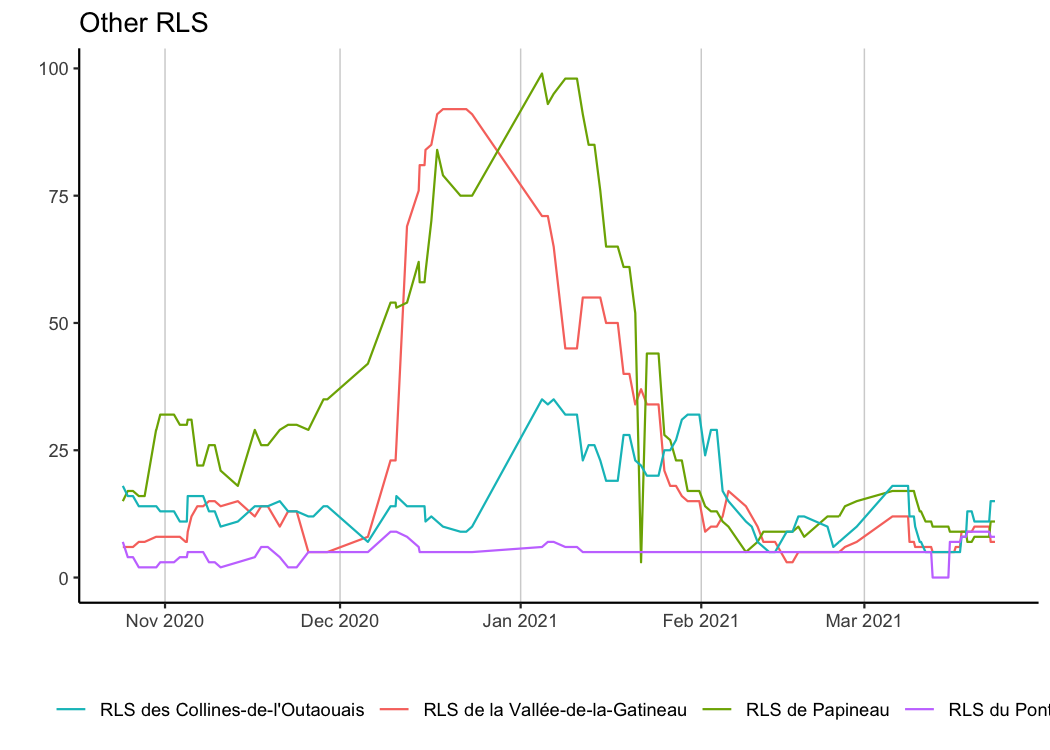 Other RLS
100
75
50
25
0
Nov 2020 Dec 2020 Jan 2021 Feb 2021 Mar 2021
RLS des Collines-de-l'Outaouais RLS de la Vallée-de-la-Gatineau RLS de Papineau RLS du Pont